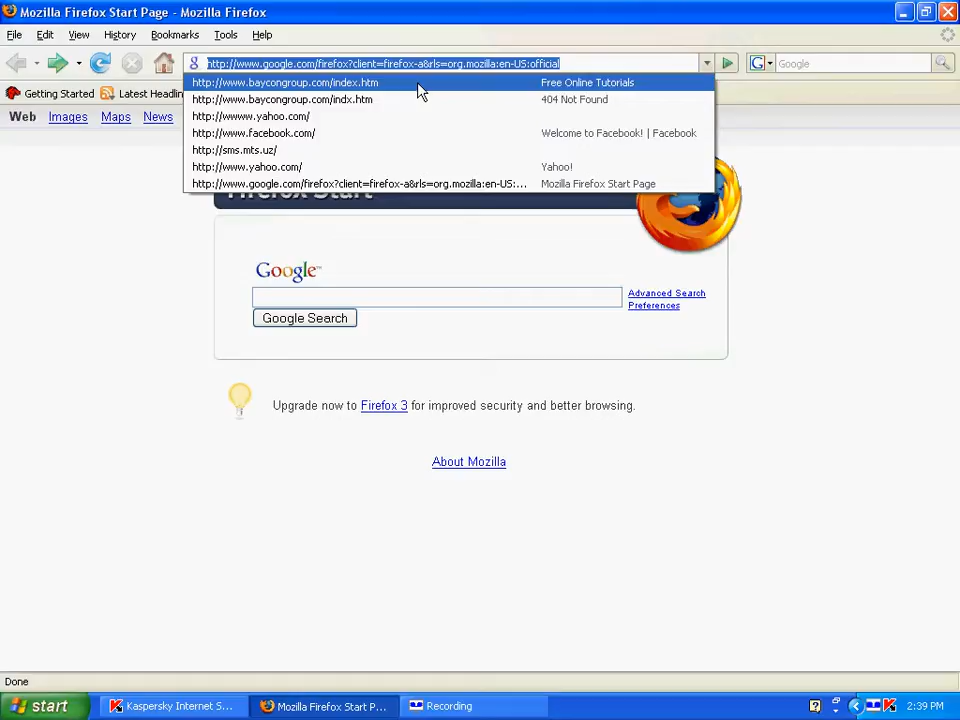 Mozilla Firefox Start Page - Mozilla Firefox
File Edit View History Bookmarks Tools Help
http://www.google.com/firefox?client=firefox-a&rls=org.mozilla:en-US:official
Google
Getting Started Latest Headlin
http://www.baycongroup.com/index.htm Free Online Tutorials
http://www.baycongroup.com/indx.htm 404 Not Found
http://wwww.yahoo.com/
http://www.facebook.com/ Welcome to Facebook! | Facebook
http://sms.mts.uz/
http://www.yahoo.com/ Yahoo!
http://www.google.com/firefox?client=firefox-a&rls=org.mozilla:en-US:... Mozilla Firefox Start Page
Web Images Maps News
Firefox Start
Google™
Advanced Search
Preferences
Google Search
Upgrade now to Firefox 3 for improved security and better browsing.
About Mozilla
Done
start Kaspersky Internet S... Mozilla Firefox Start P... Recording 2:39 PM